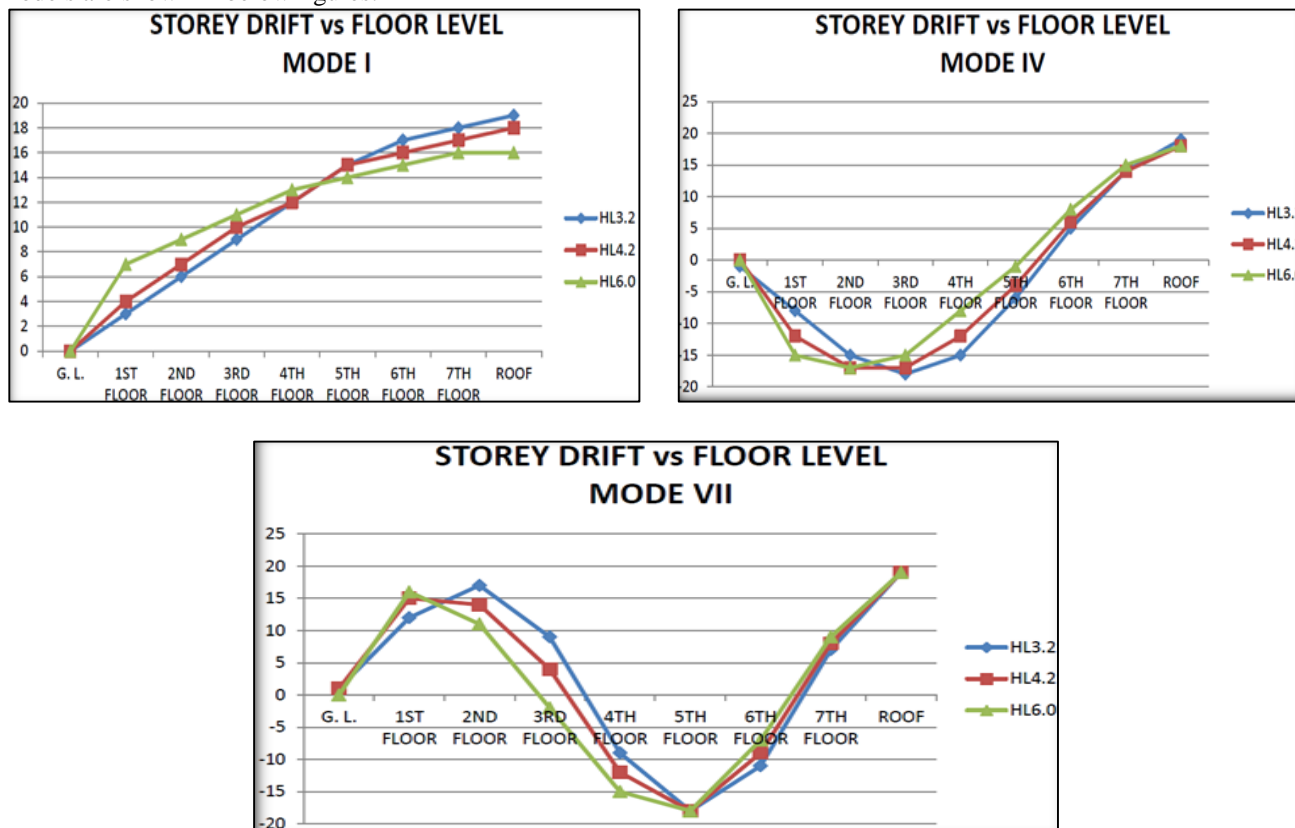 STOREY DRIFT vs FLOOR LEVEL
MODE I
20
18
16
14
12
10
8
6
4
2
0
G. L. 1ST FLOOR 2ND FLOOR 3RD FLOOR 4TH FLOOR 5TH FLOOR 6TH FLOOR 7TH FLOOR ROOF
HL3.2
HL4.2
HL6.0
STOREY DRIFT vs FLOOR LEVEL
MODE IV
25
20
15
10
5
0
-5
-10
-15
-20
G. L. 1ST FLOOR 2ND FLOOR 3RD FLOOR 4TH FLOOR 5TH FLOOR 6TH FLOOR 7TH FLOOR ROOF
HL3.
HL4.
HL6.
STOREY DRIFT vs FLOOR LEVEL
MODE VII
25
20
15
10
5
0
-5
-10
-15
-20
G. L. 1ST FLOOR 2ND FLOOR 3RD FLOOR 4TH FLOOR 5TH FLOOR 6TH FLOOR 7TH FLOOR ROOF
HL3.2
HL4.2
HL6.0